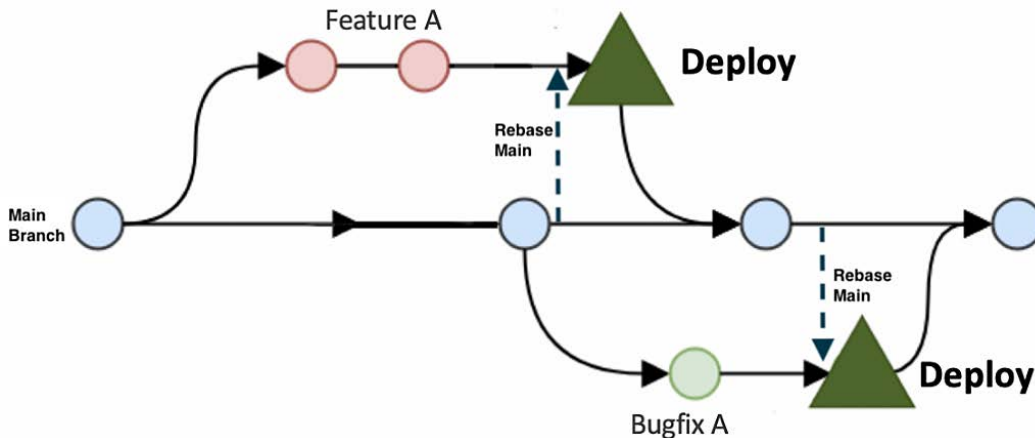 Feature A
Deploy
Rebase
Main
Main
Branch
Rebase
Main
Deploy
Bugfix A